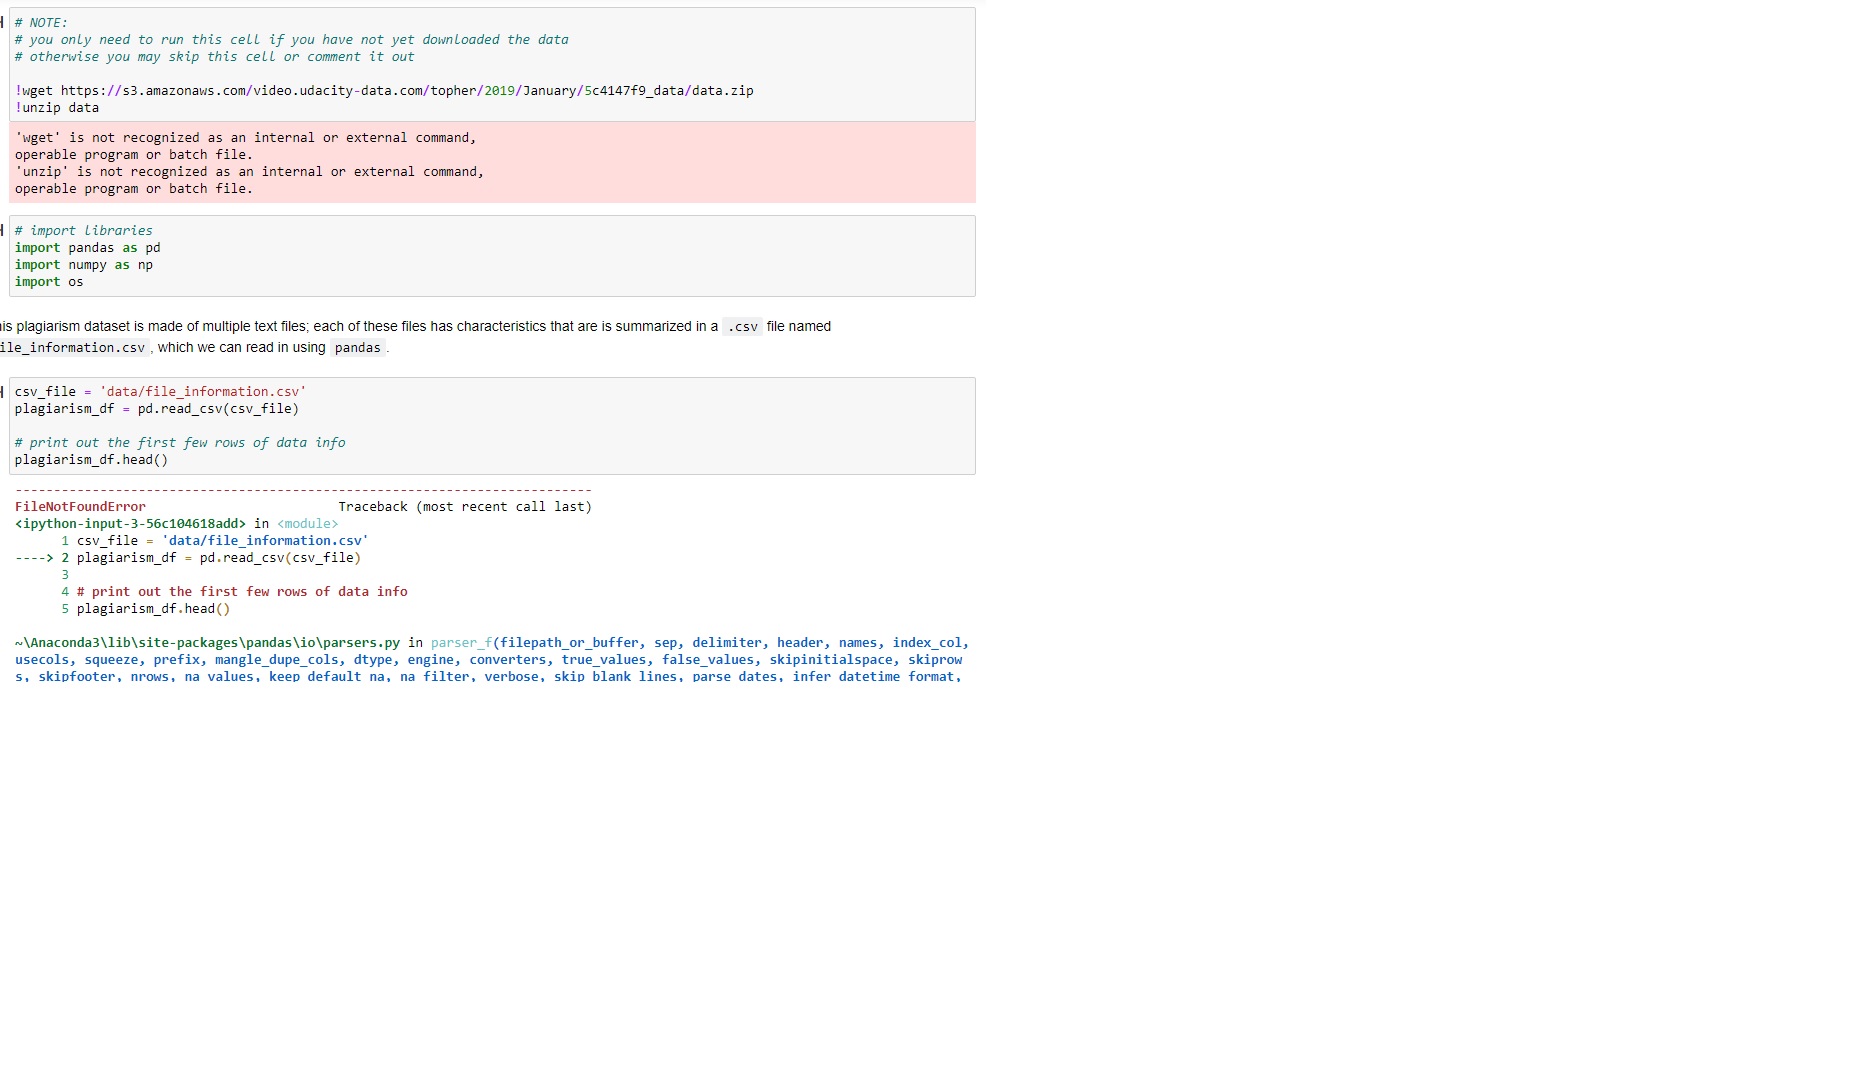 # NOTE:
# you only need to run this cell if you have not yet downloaded the data
# otherwise you may skip this cell or comment it out
!wget https://s3.amazonaws.com/video.udacity-data.com/topher/2019/January/5c4147f9_data/data.zip
!unzip data
'wget' is not recognized as an internal or external command,
operable program or batch file.
'unzip' is not recognized as an internal or external command,
operable program or batch file.
# import libraries
import pandas as pd
import numpy as np
import os
is plagiarism dataset is made of multiple text files; each of these files has characteristics that are is summarized in a .csv file named
ile_information.csv , which we can read in using pandas .
csv_file = 'data/file_information.csv'
plagiarism_df = pd.read_csv(csv_file)
# print out the first few rows of data info
plagiarism_df.head()
---------------------------------------------------------------------------
FileNotFoundError                         Traceback (most recent call last)
<ipython-input-3-56c104618add> in <module>
      1 csv_file = 'data/file_information.csv'
----> 2 plagiarism_df = pd.read_csv(csv_file)
      3
      4 # print out the first few rows of data info
      5 plagiarism_df.head()
~\Anaconda3\lib\site-packages\pandas\io\parsers.py in parser_f(filepath_or_buffer, sep, delimiter, header, names, index_col,
usecols, squeeze, prefix, mangle_dupe_cols, dtype, engine, converters, true_values, false_values, skipinitialspace, skiprow
s, skipfooter, nrows, na_values, keep_default_na, na_filter, verbose, skip_blank_lines, parse_dates, infer_datetime_format,